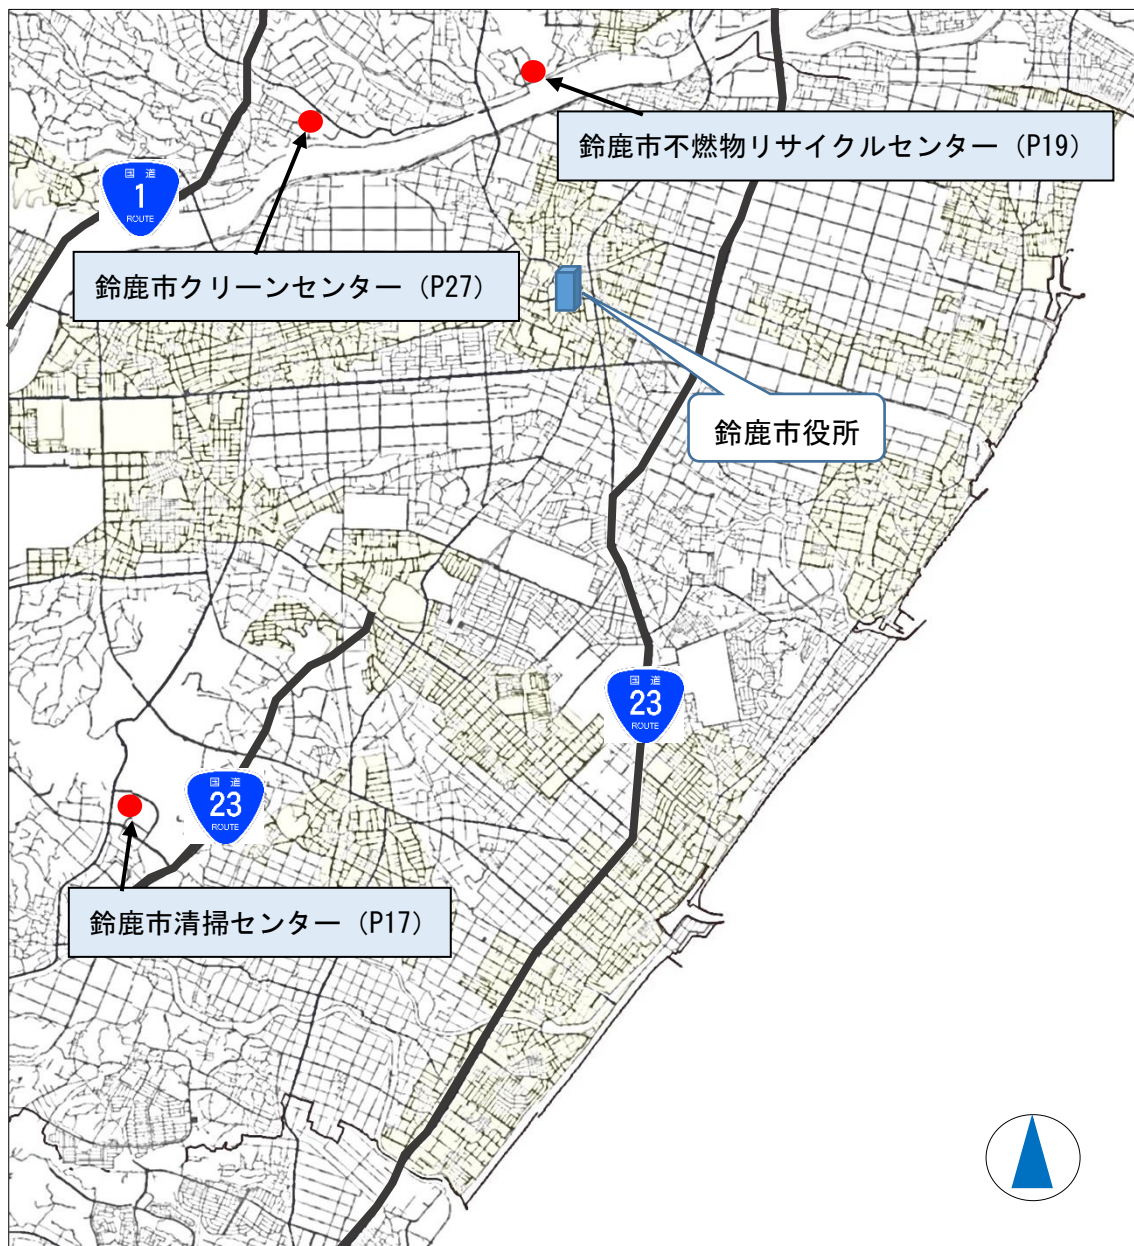 鈴鹿市不燃物リサイクルセンター（P19）
国道
1
ROUTE
鈴鹿市クリーンセンター（P27）
鈴鹿市役所
国道
23
ROUTE
国道
23
ROUTE
鈴鹿市清掃センター（P17）